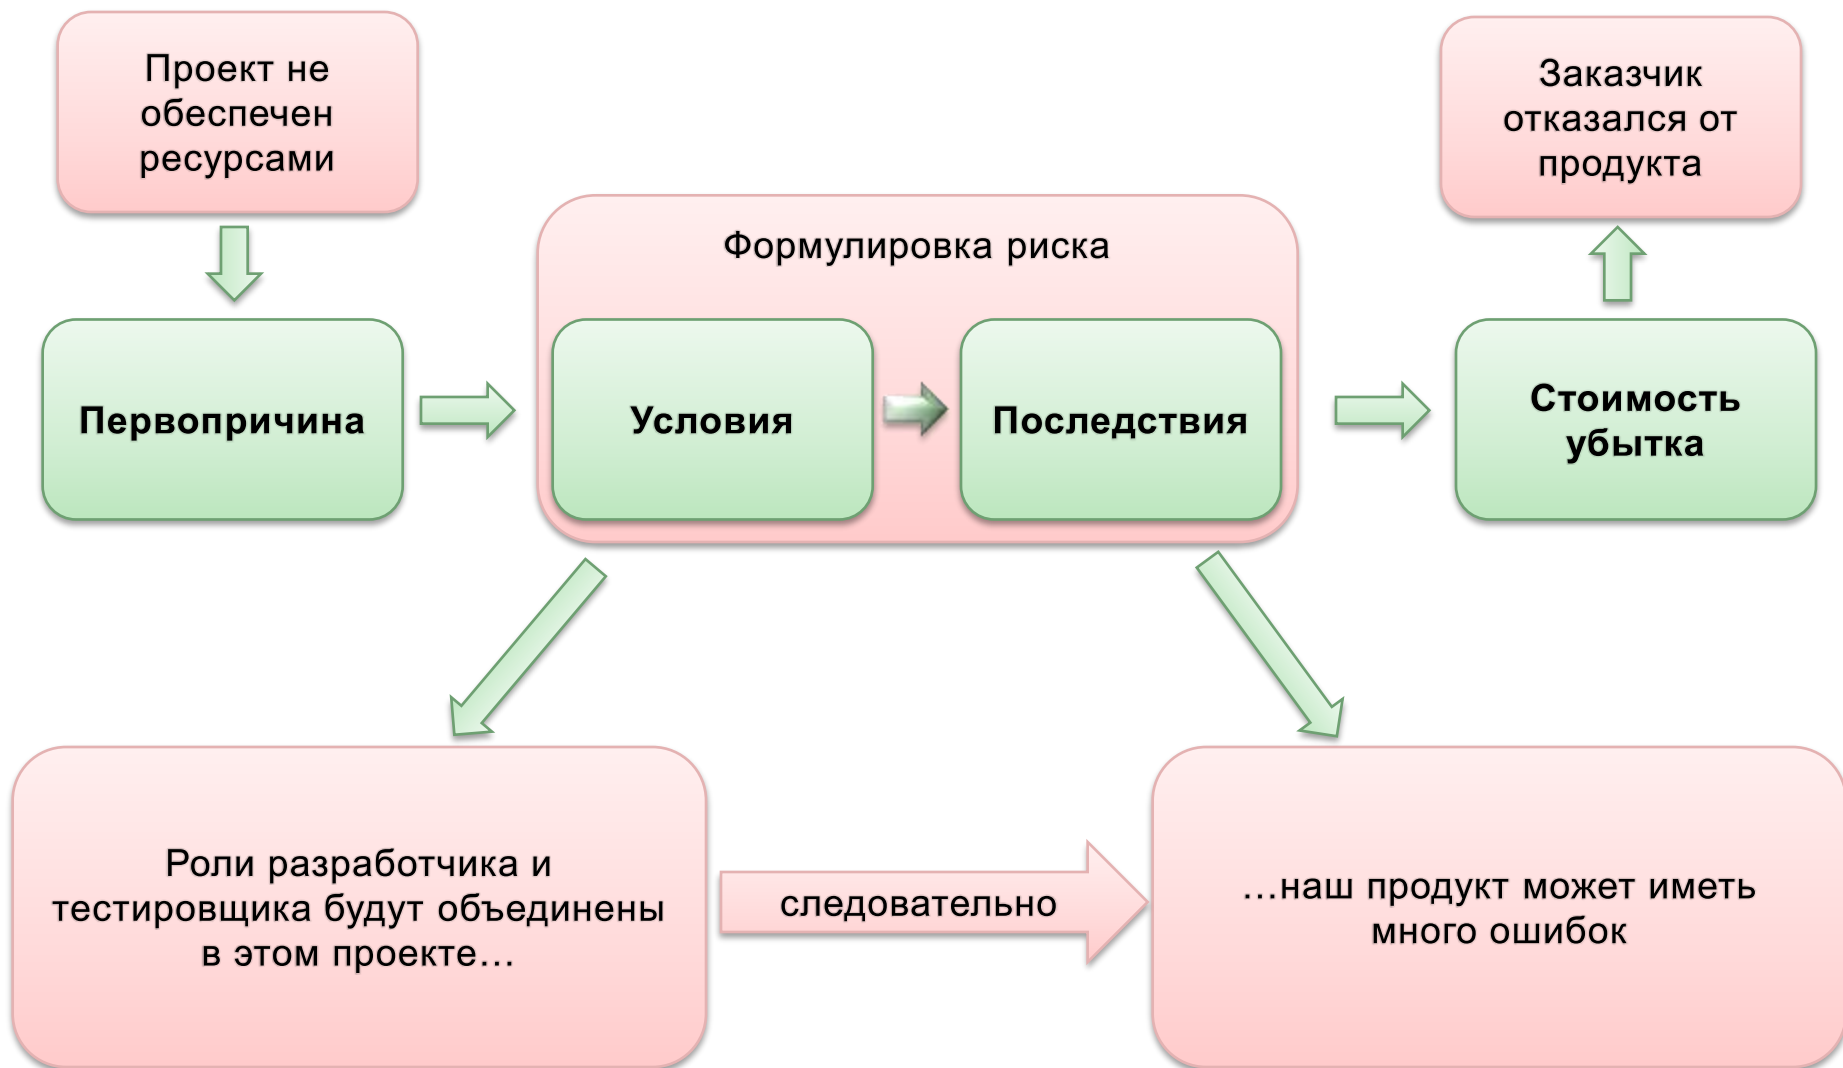 Проект не
обеспечен
ресурсами
Заказчик
отказался от
продукта
Формулировка риска
Первопричина
Условия
Последствия
Стоимость
убытка
Роли разработчика и
тестировщика будут объединены
в этом проекте…
следовательно
…наш продукт может иметь
много ошибок